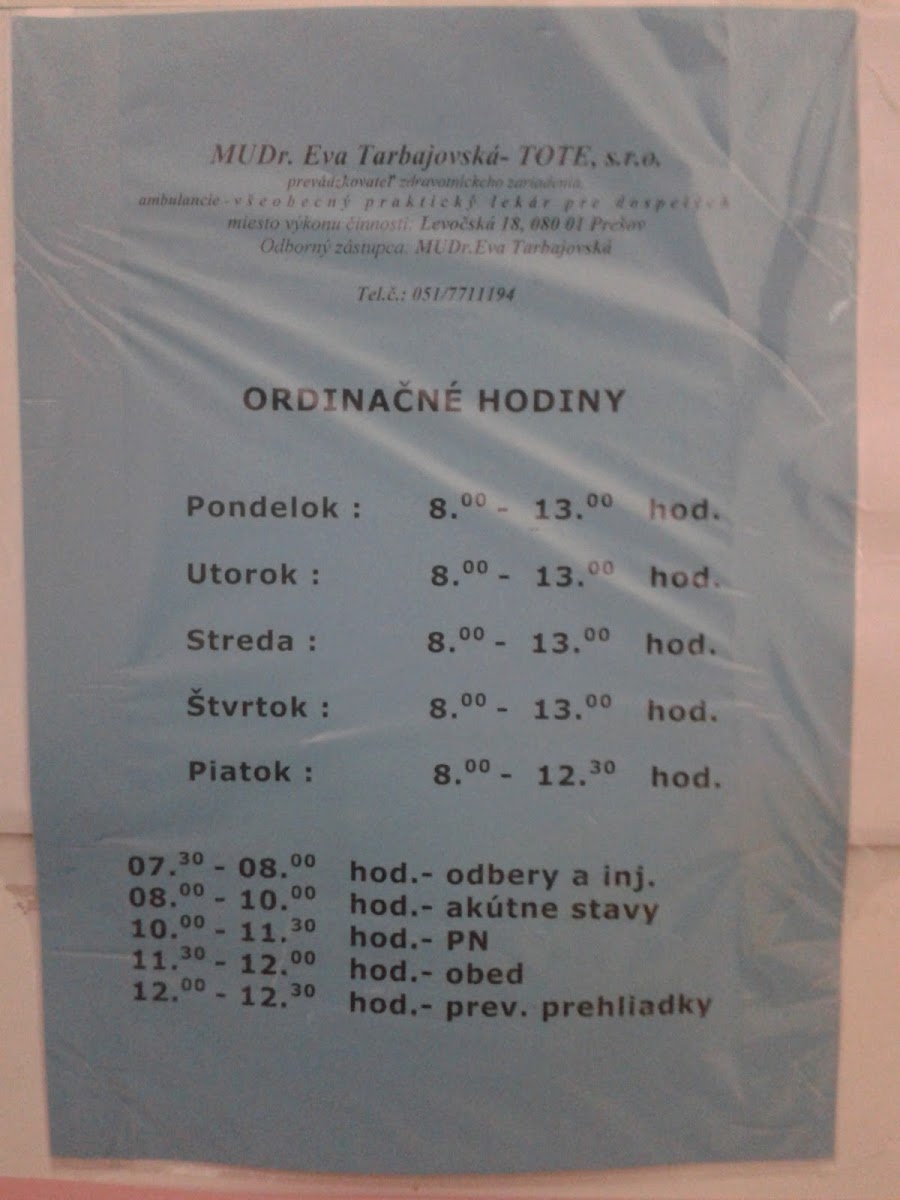 MUDr. Eva Tarbajovská- TOTE, s.r.o.
prevádzkovateľ zdravotníckeho zariadenia,
ambulancie - všeobecný praktický lekár pre dospelých
miesto výkonu činnosti: Levočská 18, 080 01 Prešov
Odborný zástupca: MUDr.Eva Tarbajovská
Tel.č.: 051/7711194
ORDINAČNÉ HODINY
Pondelok : 8.00 - 13.00 hod.
Utorok : 8.00 - 13.00 hod.
Streda : 8.00 - 13.00 hod.
Štvrtok : 8.00 - 13.00 hod.
Piatok : 8.00 - 12.30 hod.
07.30 - 08.00 hod.- odbery a inj.
08.00 - 10.00 hod.- akútne stavy
10.00 - 11.30 hod.- PN
11.30 - 12.00 hod.- obed
12.00 - 12.30 hod.- prev. prehliadky